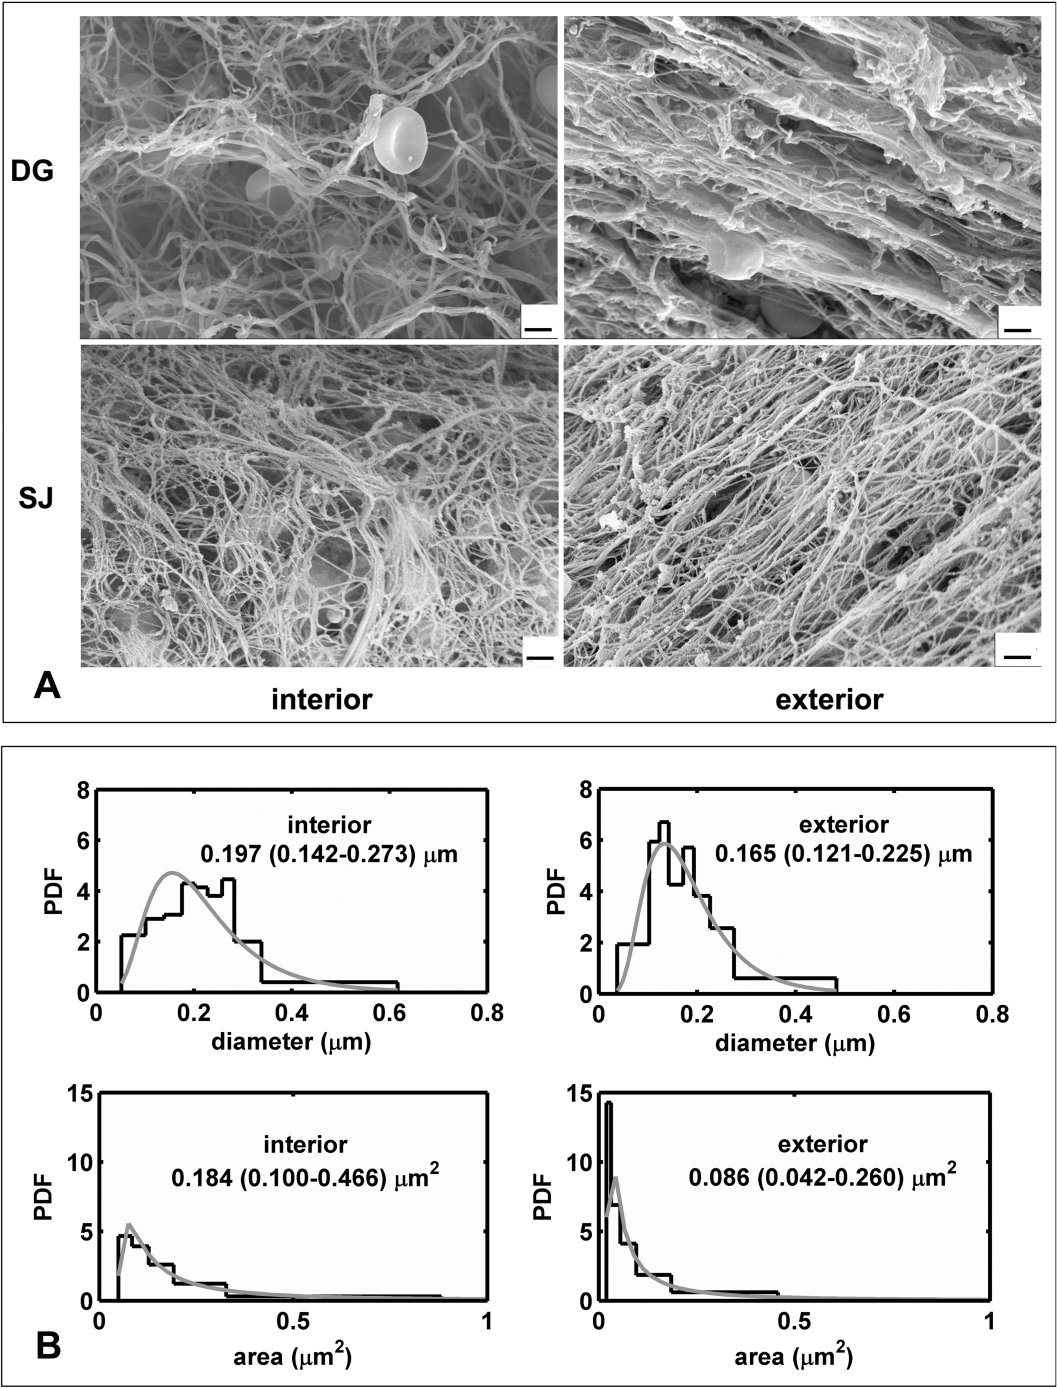 DG
SJ
A
interior exterior
8
6
4
2
0
PDF
interior
0.197 (0.142-0.273) μm
0 0.2 0.4 0.6 0.8
diameter (μm)
8
6
4
2
0
PDF
exterior
0.165 (0.121-0.225) μm
0 0.2 0.4 0.6 0.8
diameter (μm)
15
10
5
0
PDF
interior
0.184 (0.100-0.466) μm²
0 0.5 1
area (μm²)
15
10
5
0
PDF
exterior
0.086 (0.042-0.260) μm²
0 0.5 1
area (μm²)
B